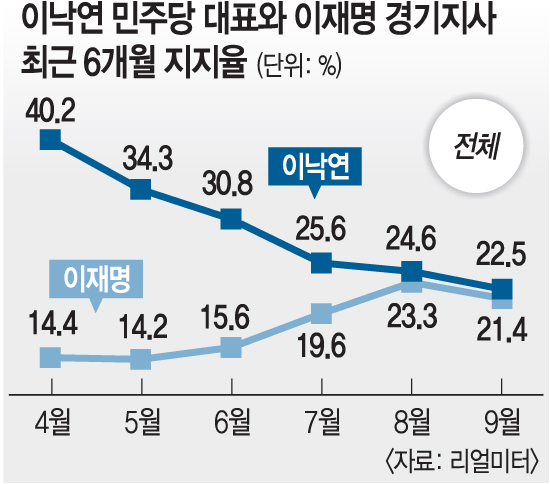 이낙연 민주당 대표와 이재명 경기지사
최근 6개월 지지율 (단위: %)
전체
40.2
34.3
30.8
이낙연
25.6
24.6
22.5
이재명
14.4
14.2
15.6
19.6
23.3
21.4
4월 5월 6월 7월 8월 9월
〈자료: 리얼미터〉